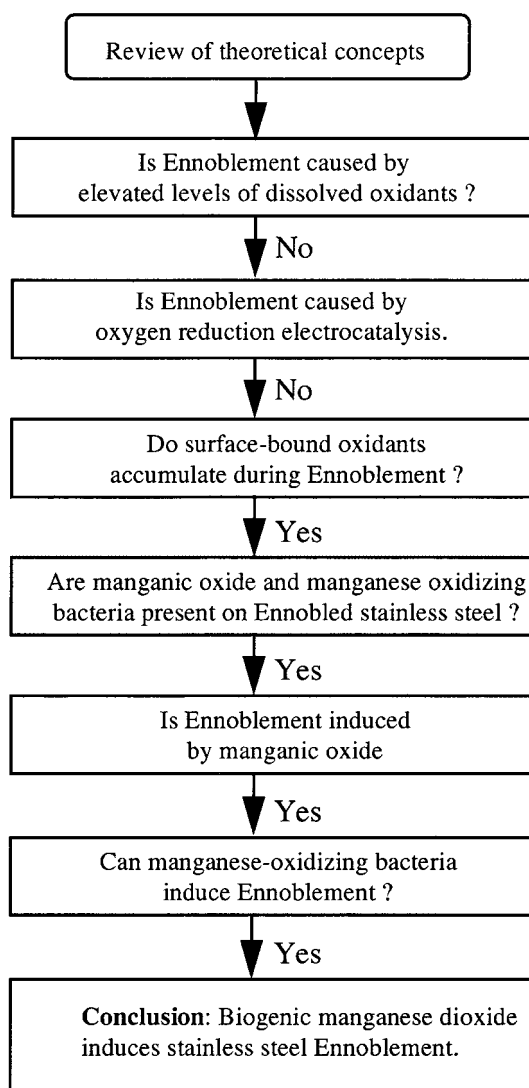 Review of theoretical concepts
Is Ennoblement caused by
elevated levels of dissolved oxidants ?
No
Is Ennoblement caused by
oxygen reduction electrocatalysis.
No
Do surface-bound oxidants
accumulate during Ennoblement ?
Yes
Are manganic oxide and manganese oxidizing
bacteria present on Ennobled stainless steel ?
Yes
Is Ennoblement induced
by manganic oxide
Yes
Can manganese-oxidizing bacteria
induce Ennoblement ?
Yes
Conclusion: Biogenic manganese dioxide
induces stainless steel Ennoblement.